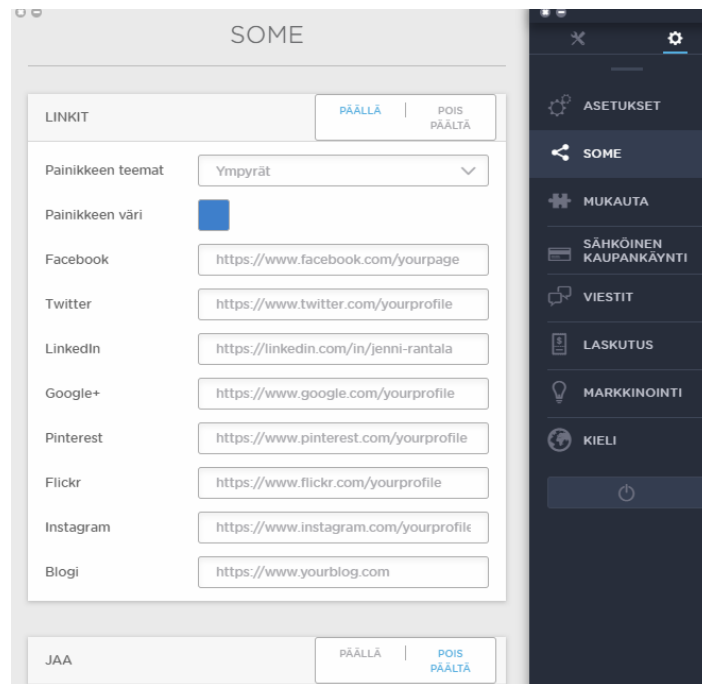 SOME
LINKIT
PÄÄLLÄ
POIS
PÄÄLTÄ
Painikkeen teemat
Ympyrät
Painikkeen väri
Facebook
https://www.facebook.com/yourpage
Twitter
https://www.twitter.com/yourprofile
LinkedIn
https://linkedin.com/in/jenni-rantala
Google+
https://www.google.com/yourprofile
Pinterest
https://www.pinterest.com/yourprofile
Flickr
https://www.flickr.com/yourprofile
Instagram
https://www.instagram.com/yourprofile
Blogi
https://www.yourblog.com
JAA
PÄÄLLÄ
POIS
PÄÄLTÄ
ASETUKSET
SOME
MUKAUTA
SÄHKÖINEN
KAUPANKÄYNTI
VIESTIT
LASKUTUS
MARKKINOINTI
KIELI